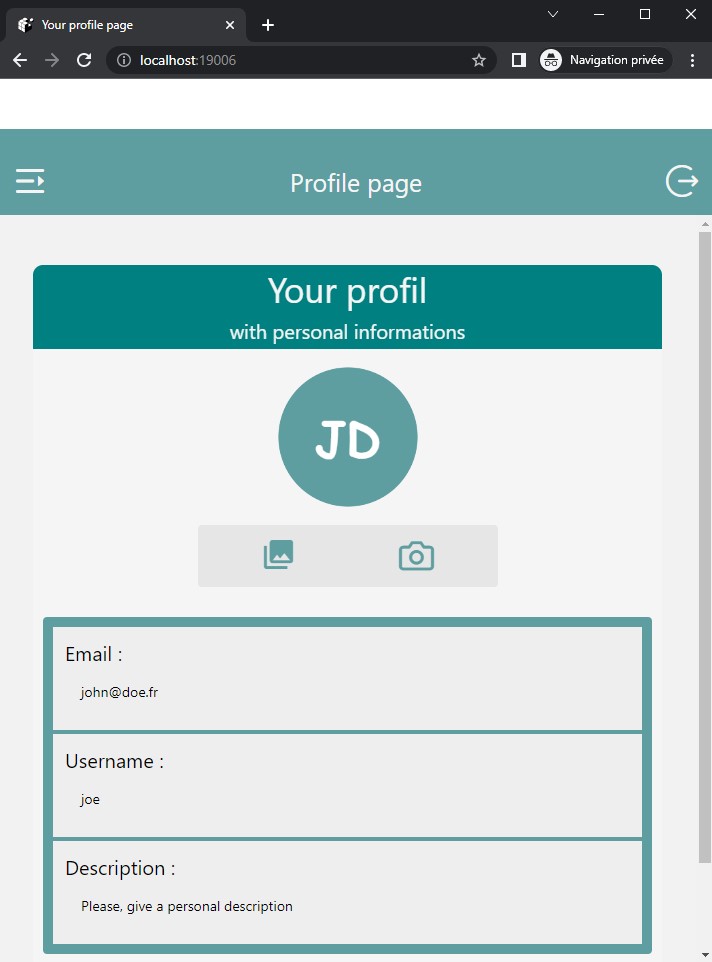 Your profile page
localhost:19006
Navigation privée
Profile page
Your profil
with personal informations
JD
Email :
john@doe.fr
Username :
joe
Description :
Please, give a personal description